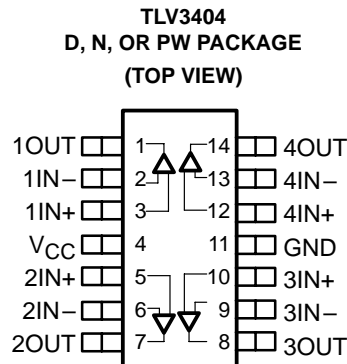 TLV3404
D, N, OR PW PACKAGE
(TOP VIEW)
1OUT 1 14 4OUT
1IN− 2 13 4IN−
1IN+ 3 12 4IN+
VCC 4 11 GND
2IN+ 5 10 3IN+
2IN− 6 9 3IN−
2OUT 7 8 3OUT